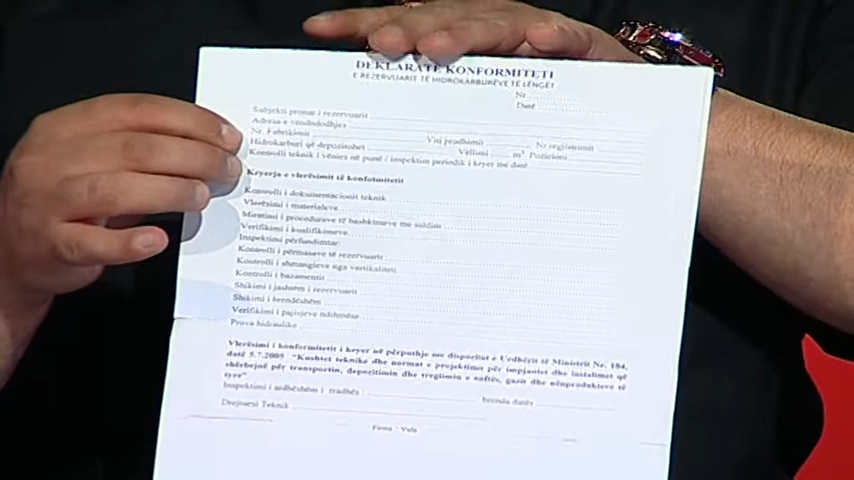 DEKLARATË KONFORMITETI
E REZERVUARIT TË HIDROKARBURËVE TË LËNGËT
Nr.
Datë
Subjekti pronar i rezervuarit
Adresa e vendndodhjes
Nr. Fabrikimi Viti prodhimit Nr regjistrimit
Hidrokarburi që depozitohet Vëllimi m³ Pozicioni
Kontrolli teknik i vënies në punë / inspektim periodik i kryer me datë
Kryerja e vlerësimit të konformitetit
Kontrolli i dokumentacionit teknik
Vlerësimi i materialeve
Miratimi i procedurave të bashkimeve me saldim
Verifikimi i kualifikimeve
Inspektimi përfundimtar:
Kontrolli i përmasave të rezervuarit
Kontrolli i shmangieve nga vertikaliteti
Kontrolli i bazamentit
Shikimi i jashtëm i rezervuarit
Shikimi i brendshëm
Verifikimi i pajisjeve ndihmëse
Prova hidraulike
Vlerësimi i konformitetit i kryer në përputhje me dispozitat e Urdhërit të Ministrit Nr. 184,
datë 5.7.2005 "Kushtet teknike dhe normat e projektimit për impjantet dhe instalimet që
shërbejnë për transportin, depozitimin dhe tregtimin e naftës, gazit dhe nënprodukteve të
tyre"
Inspektimi i ardhshëm i rradhës brenda datës
Drejtuesi Teknik
Firma Vula